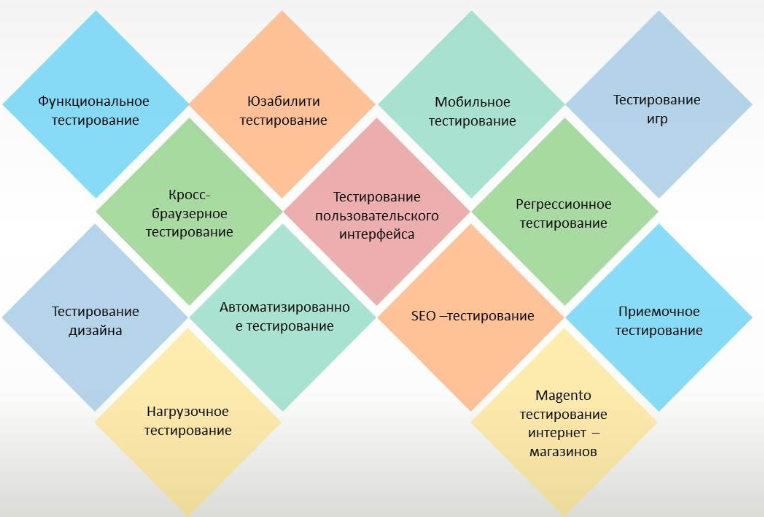 Функциональное
тестирование
Юзабилити
тестирование
Мобильное
тестирование
Тестирование
игр
Кросс-
браузерное
тестирование
Тестирование
пользовательского
интерфейса
Регрессионное
тестирование
Тестирование
дизайна
Автоматизированно
е тестирование
SEO –тестирование
Приемочное
тестирование
Нагрузочное
тестирование
Magento
тестирование
интернет –
магазинов